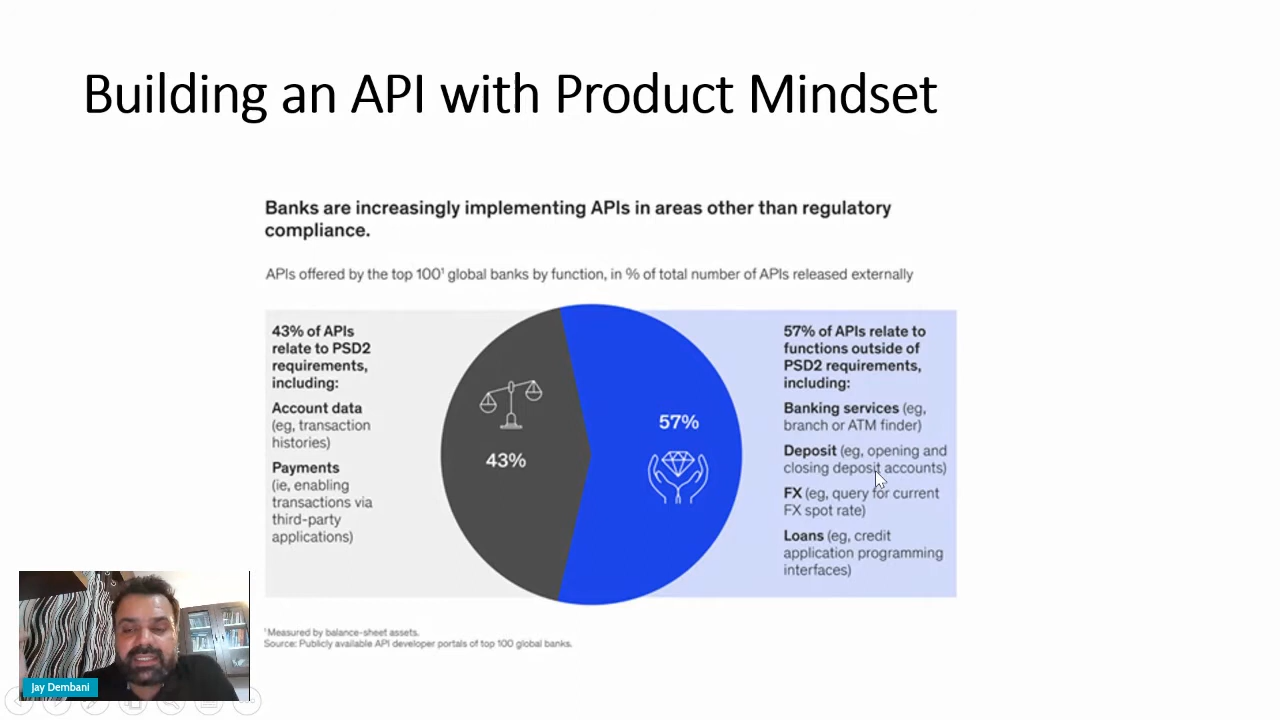 Building an API with Product Mindset
Banks are increasingly implementing APIs in areas other than regulatory
compliance.
APIs offered by the top 100¹ global banks by function, in % of total number of APIs released externally
43% of APIs
relate to PSD2
requirements,
including:
Account data
(eg, transaction
histories)
Payments
(ie, enabling
transactions via
third-party
applications)
43%
57%
57% of APIs relate to
functions outside of
PSD2 requirements,
including:
Banking services (eg,
branch or ATM finder)
Deposit (eg, opening and
closing deposit accounts)
FX (eg, query for current
FX spot rate)
Loans (eg, credit
application programming
interfaces)
¹Measured by balance-sheet assets.
Source: Publicly available API developer portals of top 100 global banks.
Jay Dembani